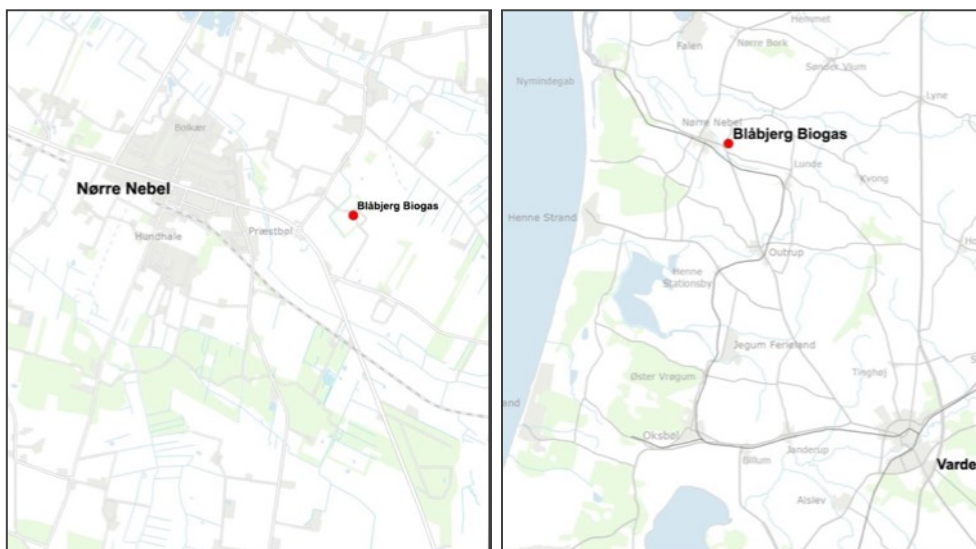 Bolkær
Nørre Nebel
Blåbjerg Biogas
Præstbøl
Hundhale
Hemmet
Falen
Nørre Bork
Sønder Vium
Nymindegab
Lyne
Nørre Nebel
Blåbjerg Biogas
Lunde
Kvong
Henne Strand
Outrup
Henne
Stationsby
Jegum Ferieland
Øster Vrøgum
Tinghøj
Oksbøl
Janderup
Billum
Varde
Alslev